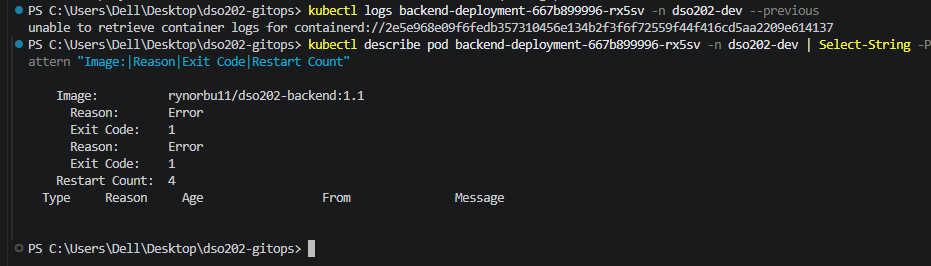 PS C:\Users\Dell\Desktop\dso202-gitops> kubectl logs backend-deployment-667b899996-rx5sv -n dso202-dev --previous
unable to retrieve container logs for containerd://2e5e968e09f6fedb357310456e134b2f3f6f72559f44f416cd5aa2209e614137
PS C:\Users\Dell\Desktop\dso202-gitops> kubectl describe pod backend-deployment-667b899996-rx5sv -n dso202-dev | Select-String -P
attern "Image:|Reason|Exit Code|Restart Count"
Image: rynorbu11/dso202-backend:1.1
Reason: Error
Exit Code: 1
Reason: Error
Exit Code: 1
Restart Count: 4
Type Reason Age From Message
PS C:\Users\Dell\Desktop\dso202-gitops>